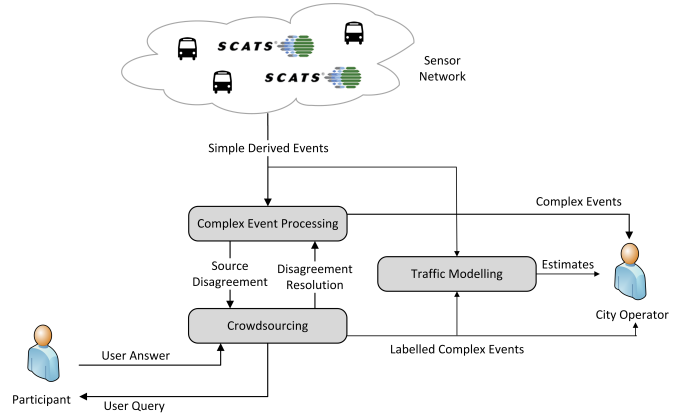 SCATS
SCATS
Sensor
Network
Simple Derived Events
Complex Events
Complex Event Processing
Source
Disagreement
Disagreement
Resolution
Traffic Modelling
Estimates
City Operator
Crowdsourcing
Labelled Complex Events
User Answer
Participant
User Query